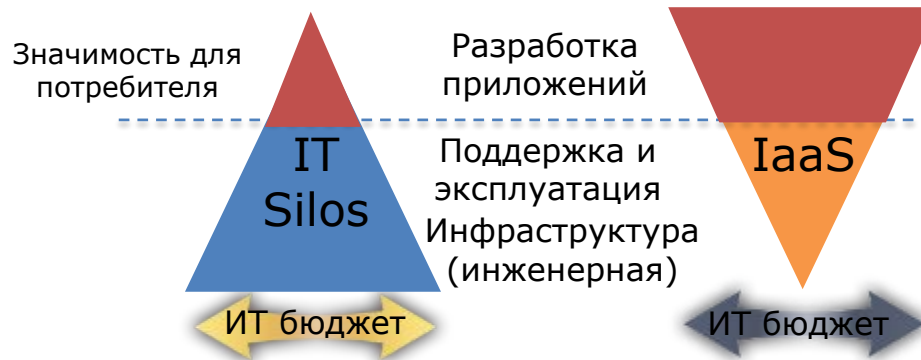 Значимость для
потребителя
Разработка
приложений
IT
Silos
Поддержка и
эксплуатация
Инфраструктура
(инженерная)
IaaS
ИТ бюджет
ИТ бюджет